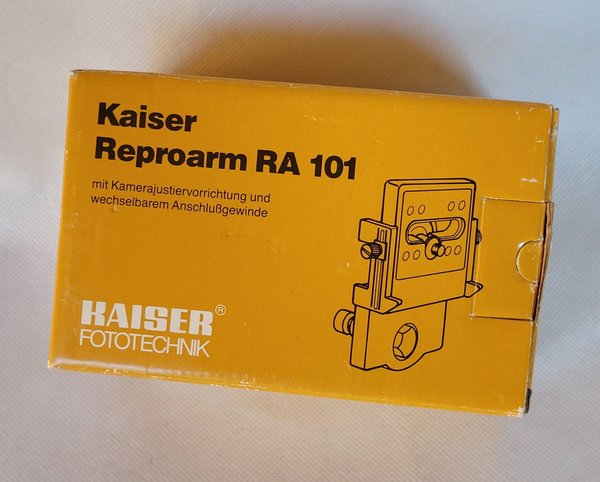 Kaiser
Reproarm RA 101
mit Kamerajustiervorrichtung und
wechselbarem Anschlußgewinde
KAISER®
FOTOTECHNIK